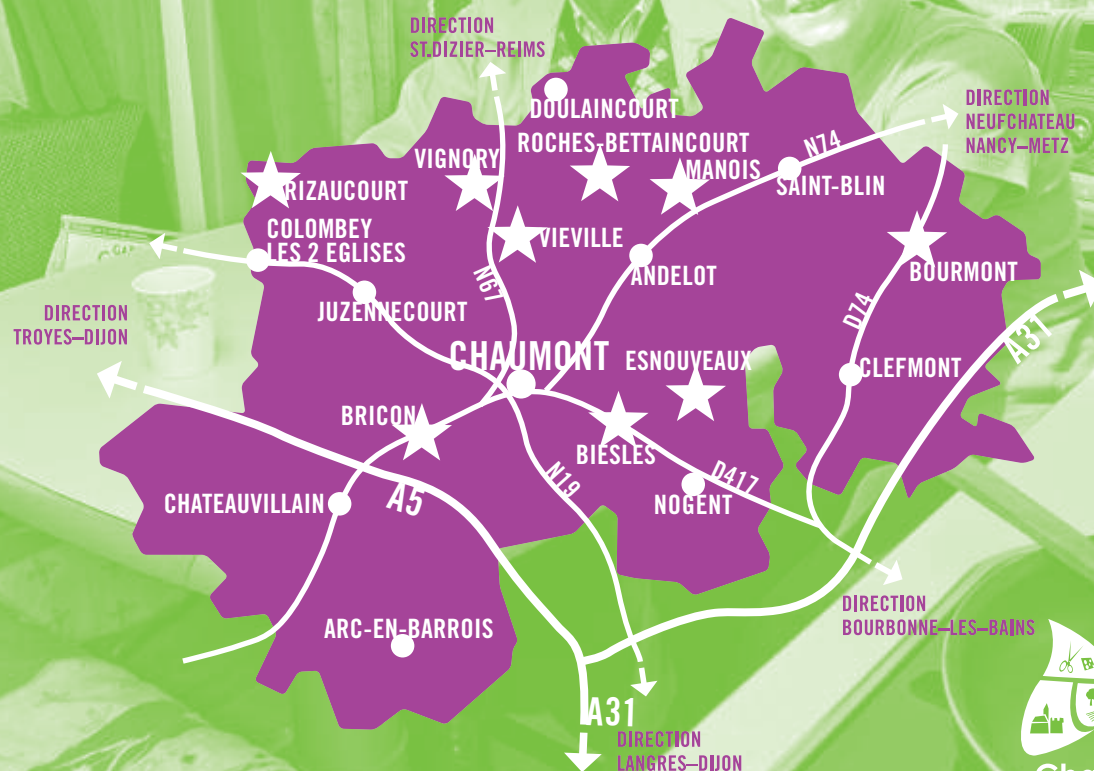 DIRECTION
ST.DIZIER–REIMS
DOULAINCOURT
DIRECTION
NEUFCHATEAU
NANCY–METZ
ROCHES-BETTAINCOURT
N74
VIGNORY
MANOIS
SAINT-BLIN
RIZAUCOURT
COLOMBEY
LES 2 EGLISES
VIEVILLE
ANDELOT
BOURMONT
N67
JUZENNECOURT
D74
DIRECTION
TROYES–DIJON
A31
CHAUMONT
ESNOUVEAUX
CLEFMONT
BRICON
BIESLES
D417
N19
NOGENT
CHATEAUVILLAIN
A5
DIRECTION
BOURBONNE–LES–BAINS
ARC-EN-BARROIS
A31
DIRECTION
LANGRES–DIJON